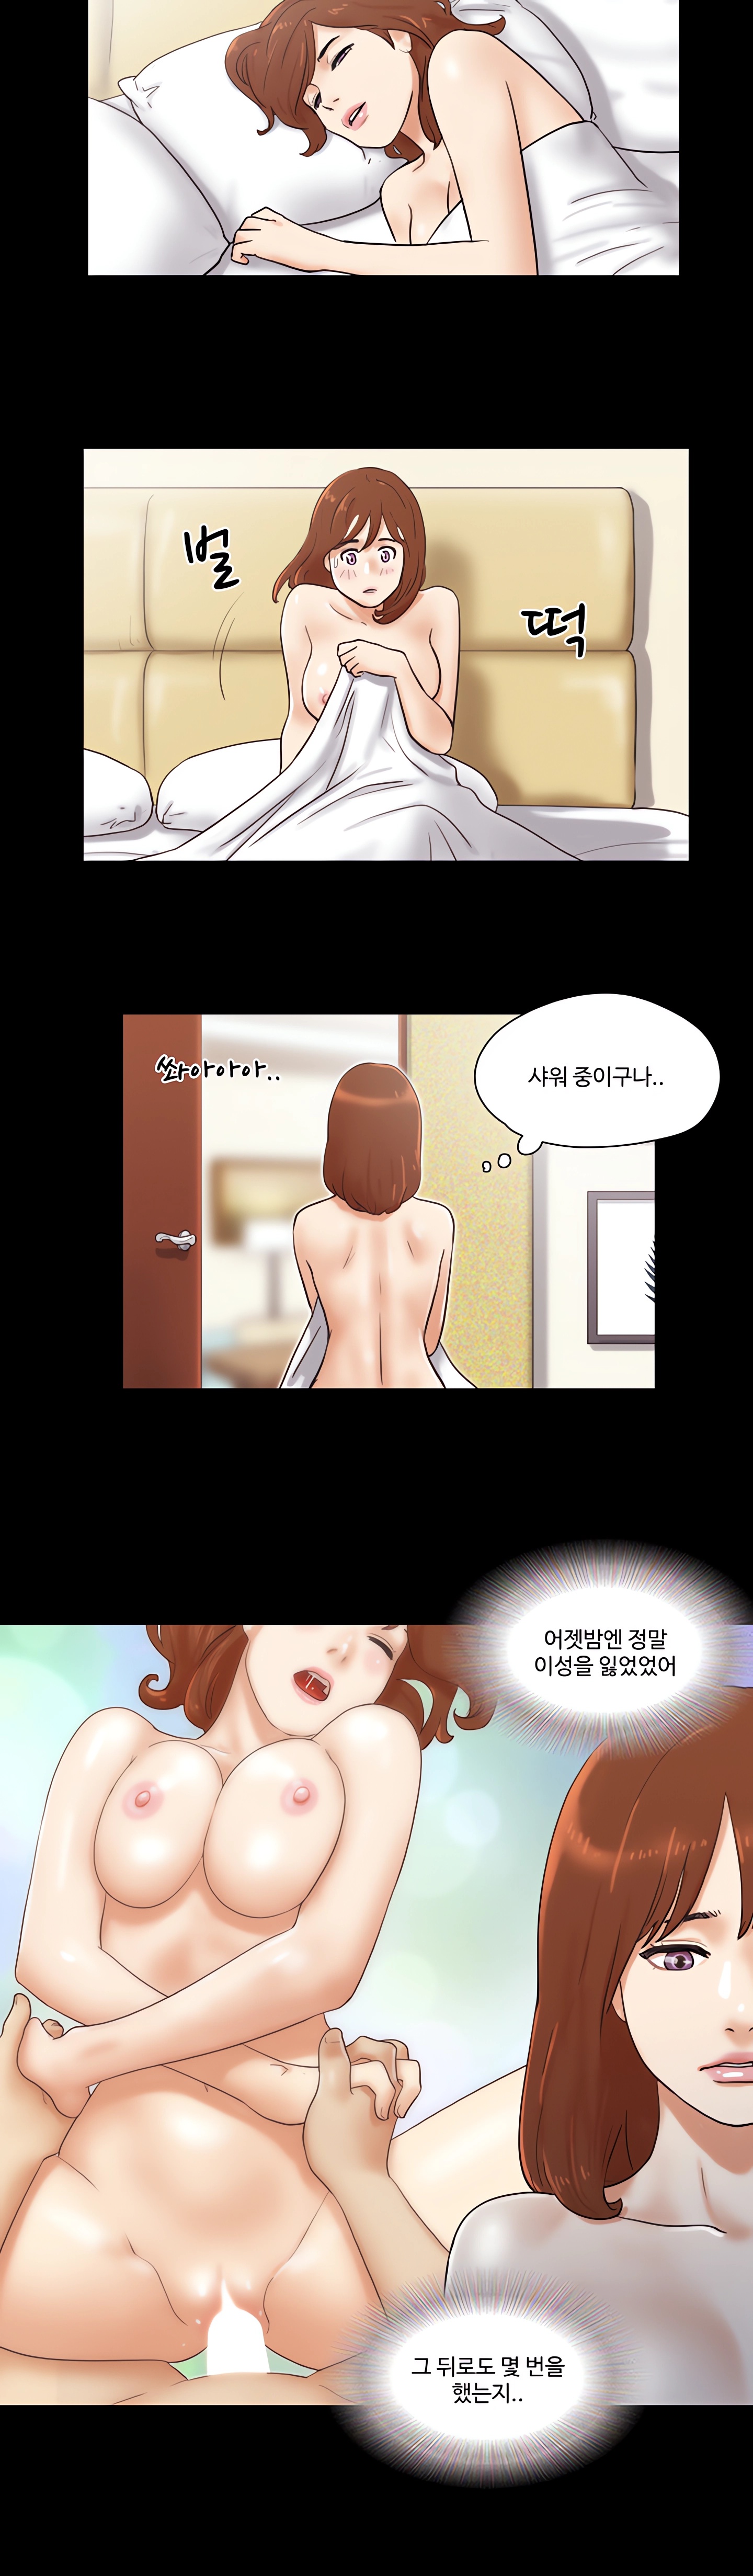 벌
떡
쏴아아아..
샤워 중이구나..
어젯밤엔 정말
이성을 잃었었어
그 뒤로도 몇 번을
했는지..